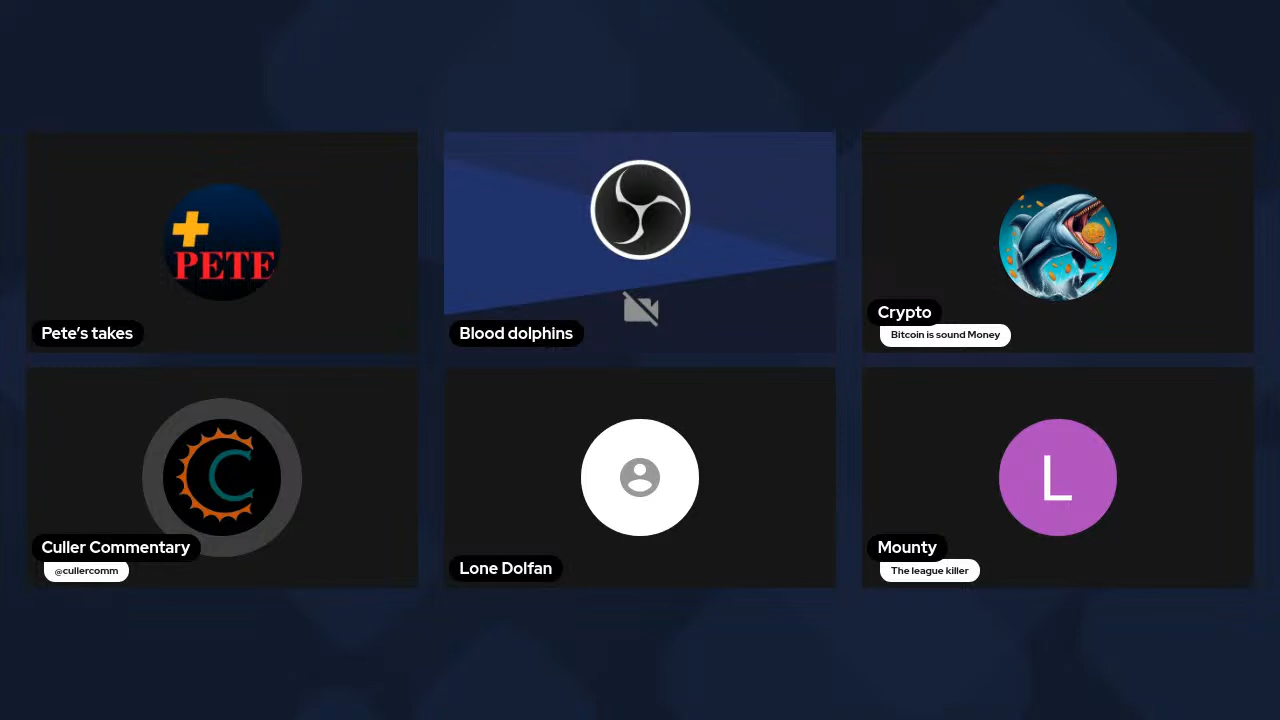 PETE
Pete's takes
Blood dolphins
Crypto
Bitcoin is sound Money
Culler Commentary
@cullercomm
Lone Dolfan
L
Mounty
The league killer